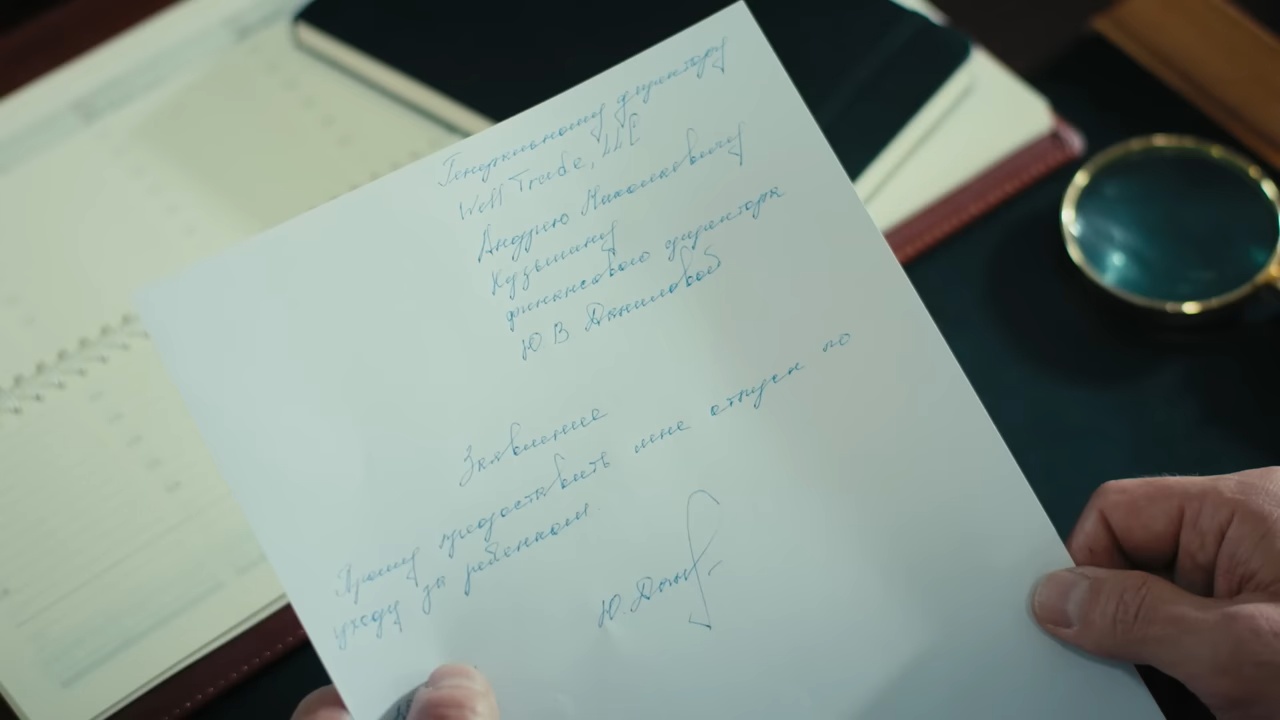 Генеральному директору
Well Trade, LLC
Андрею Николаевичу
Кузьмину
финансового директора
Ю В Даниловой
Заявление
Прошу предоставить мне отпуск по
уходу за ребенком.
Ю. Дан